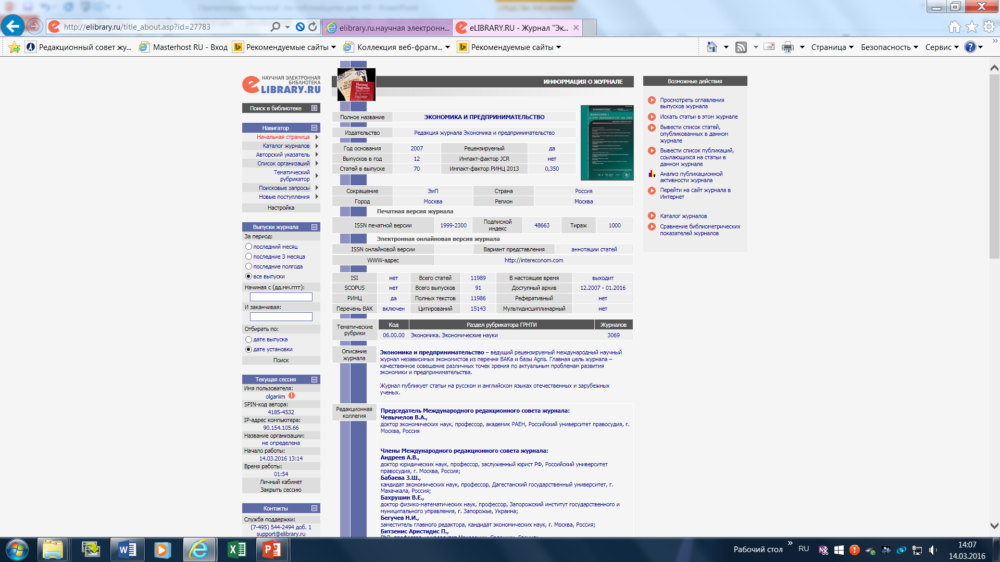 http://elibrary.ru/title_about.asp?id=27783
elibrary.ru.научная электронн...
eLIBRARY.RU - Журнал "Эк...
Редакционный совет жу...
Masterhost RU - Вход
Рекомендуемые сайты
Коллекция веб-фрагм...
Рекомендуемые сайты
Страница
Безопасность
Сервис
НАУЧНАЯ ЭЛЕКТРОННАЯ
БИБЛИОТЕКА
eLIBRARY.RU
Поиск в библиотеке
Навигатор
Начальная страница
Каталог журналов
Авторский указатель
Список организаций
Тематический
рубрикатор
Поисковые запросы
Новые поступления
Настройка
Выпуски журнала
За период:
последний месяц
последние 3 месяца
последние полгода
все выпуски
Начиная с (дд.мм.гггг):
И заканчивая:
Отбирать по:
дате выпуска
дате установки
Поиск
Текущая сессия
Имя пользователя:
olgariim
SPIN-код автора:
4185-4532
IP-адрес компьютера:
90.154.105.66
Название организации:
не определена
Начало работы:
14.03.2016 13:14
Время работы:
01:54
Личный кабинет
Закрыть сессию
Контакты
Служба поддержки:
(7-495) 544-2494 доб. 1
support@elibrary.ru
ИНФОРМАЦИЯ О ЖУРНАЛЕ
Полное название ЭКОНОМИКА И ПРЕДПРИНИМАТЕЛЬСТВО
Издательство Редакция журнала Экономика и предпринимательство
Год основания 2007 Рецензируемый да
Выпусков в год 12 Импакт-фактор JCR нет
Статей в выпуске 70 Импакт-фактор РИНЦ 2013 0,350
Сокращение ЭиП Страна Россия
Город Москва Регион Москва
Печатная версия журнала
ISSN печатной версии 1999-2300 Подписной индекс 48663 Тираж 1000
Электронная онлайновая версия журнала
ISSN онлайновой версии Вариант представления аннотации статей
WWW-адрес http://intereconom.com
ISI нет Всего статей 11989 В настоящее время выходит
SCOPUS нет Всего выпусков 91 Доступный архив 12.2007 - 01.2016
РИНЦ да Полных текстов 11986 Реферативный нет
Перечень ВАК включен Цитирований 15143 Мультидисциплинарный нет
Тематические рубрики
Код Раздел рубрикатора ГРНТИ Журналов
06.00.00 Экономика. Экономические науки 3069
Описание журнала
Экономика и предпринимательство – ведущий рецензируемый международный научный
журнал независимых экономистов из перечня ВАКа и базы Agris. Главная цель журнала –
качественное освещение различных точек зрения по актуальным проблемам развития
экономики и предпринимательства.
Журнал публикует статьи на русском и английском языках отечественных и зарубежных
ученых.
Редакционная коллегия
Председатель Международного редакционного совета журнала:
Чевычелов В.А.,
доктор экономических наук, профессор, академик РАЕН, Российский университет правосудия, г.
Москва, Россия
Члены Международного редакционного совета журнала:
Андреев А.В.,
доктор юридических наук, профессор, заслуженный юрист РФ, Российский университет
правосудия, г. Москва, Россия;
Бабаева З.Ш.,
кандидат экономических наук, профессор, Дагестанский государственный университет, г.
Махачкала, Россия;
Бахрушин В.Е.,
доктор физико-математических наук, профессор, Запорожский институт государственного и
муниципального управления, г. Запорожье, Украина;
Бегучев Н.И.,
заместитель главного редактора, кандидат экономических наук, г. Москва, Россия;
Битзенис Аристидис П.,
Возможные действия
Просмотреть оглавления
выпусков журнала
Искать статьи в этом журнале
Вывести список статей,
опубликованных в данном
журнале
Вывести список публикаций,
ссылающихся на статьи в
данном журнале
Анализ публикационной
активности журнала
Перейти на сайт журнала в
Интернет
Каталог журналов
Сравнение библиометрических
показателей журналов
Рабочий стол
RU
14:07
14.03.2016